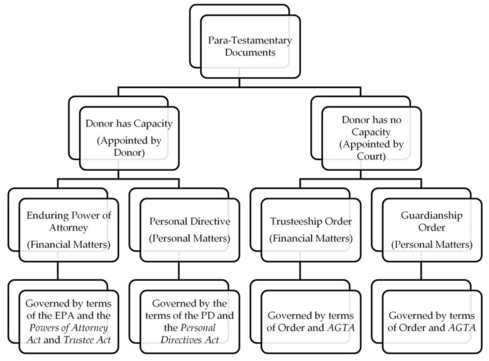 Para-Testamentary
Documents
Donor has Capacity
(Appointed by
Donor)
Donor has no
Capacity
(Appointed by
Court)
Enduring Power of
Attorney
(Financial Matters)
Personal Directive
(Personal Matters)
Trusteeship Order
(Financial Matters)
Guardianship
Order
(Personal Matters)
Governed by terms
of the EPA and the
Powers of Attorney
Act and Trustee Act
Governed by the
terms of the PD and
the Personal
Directives Act
Governed by terms
of Order and AGTA
Governed by terms
of Order and AGTA